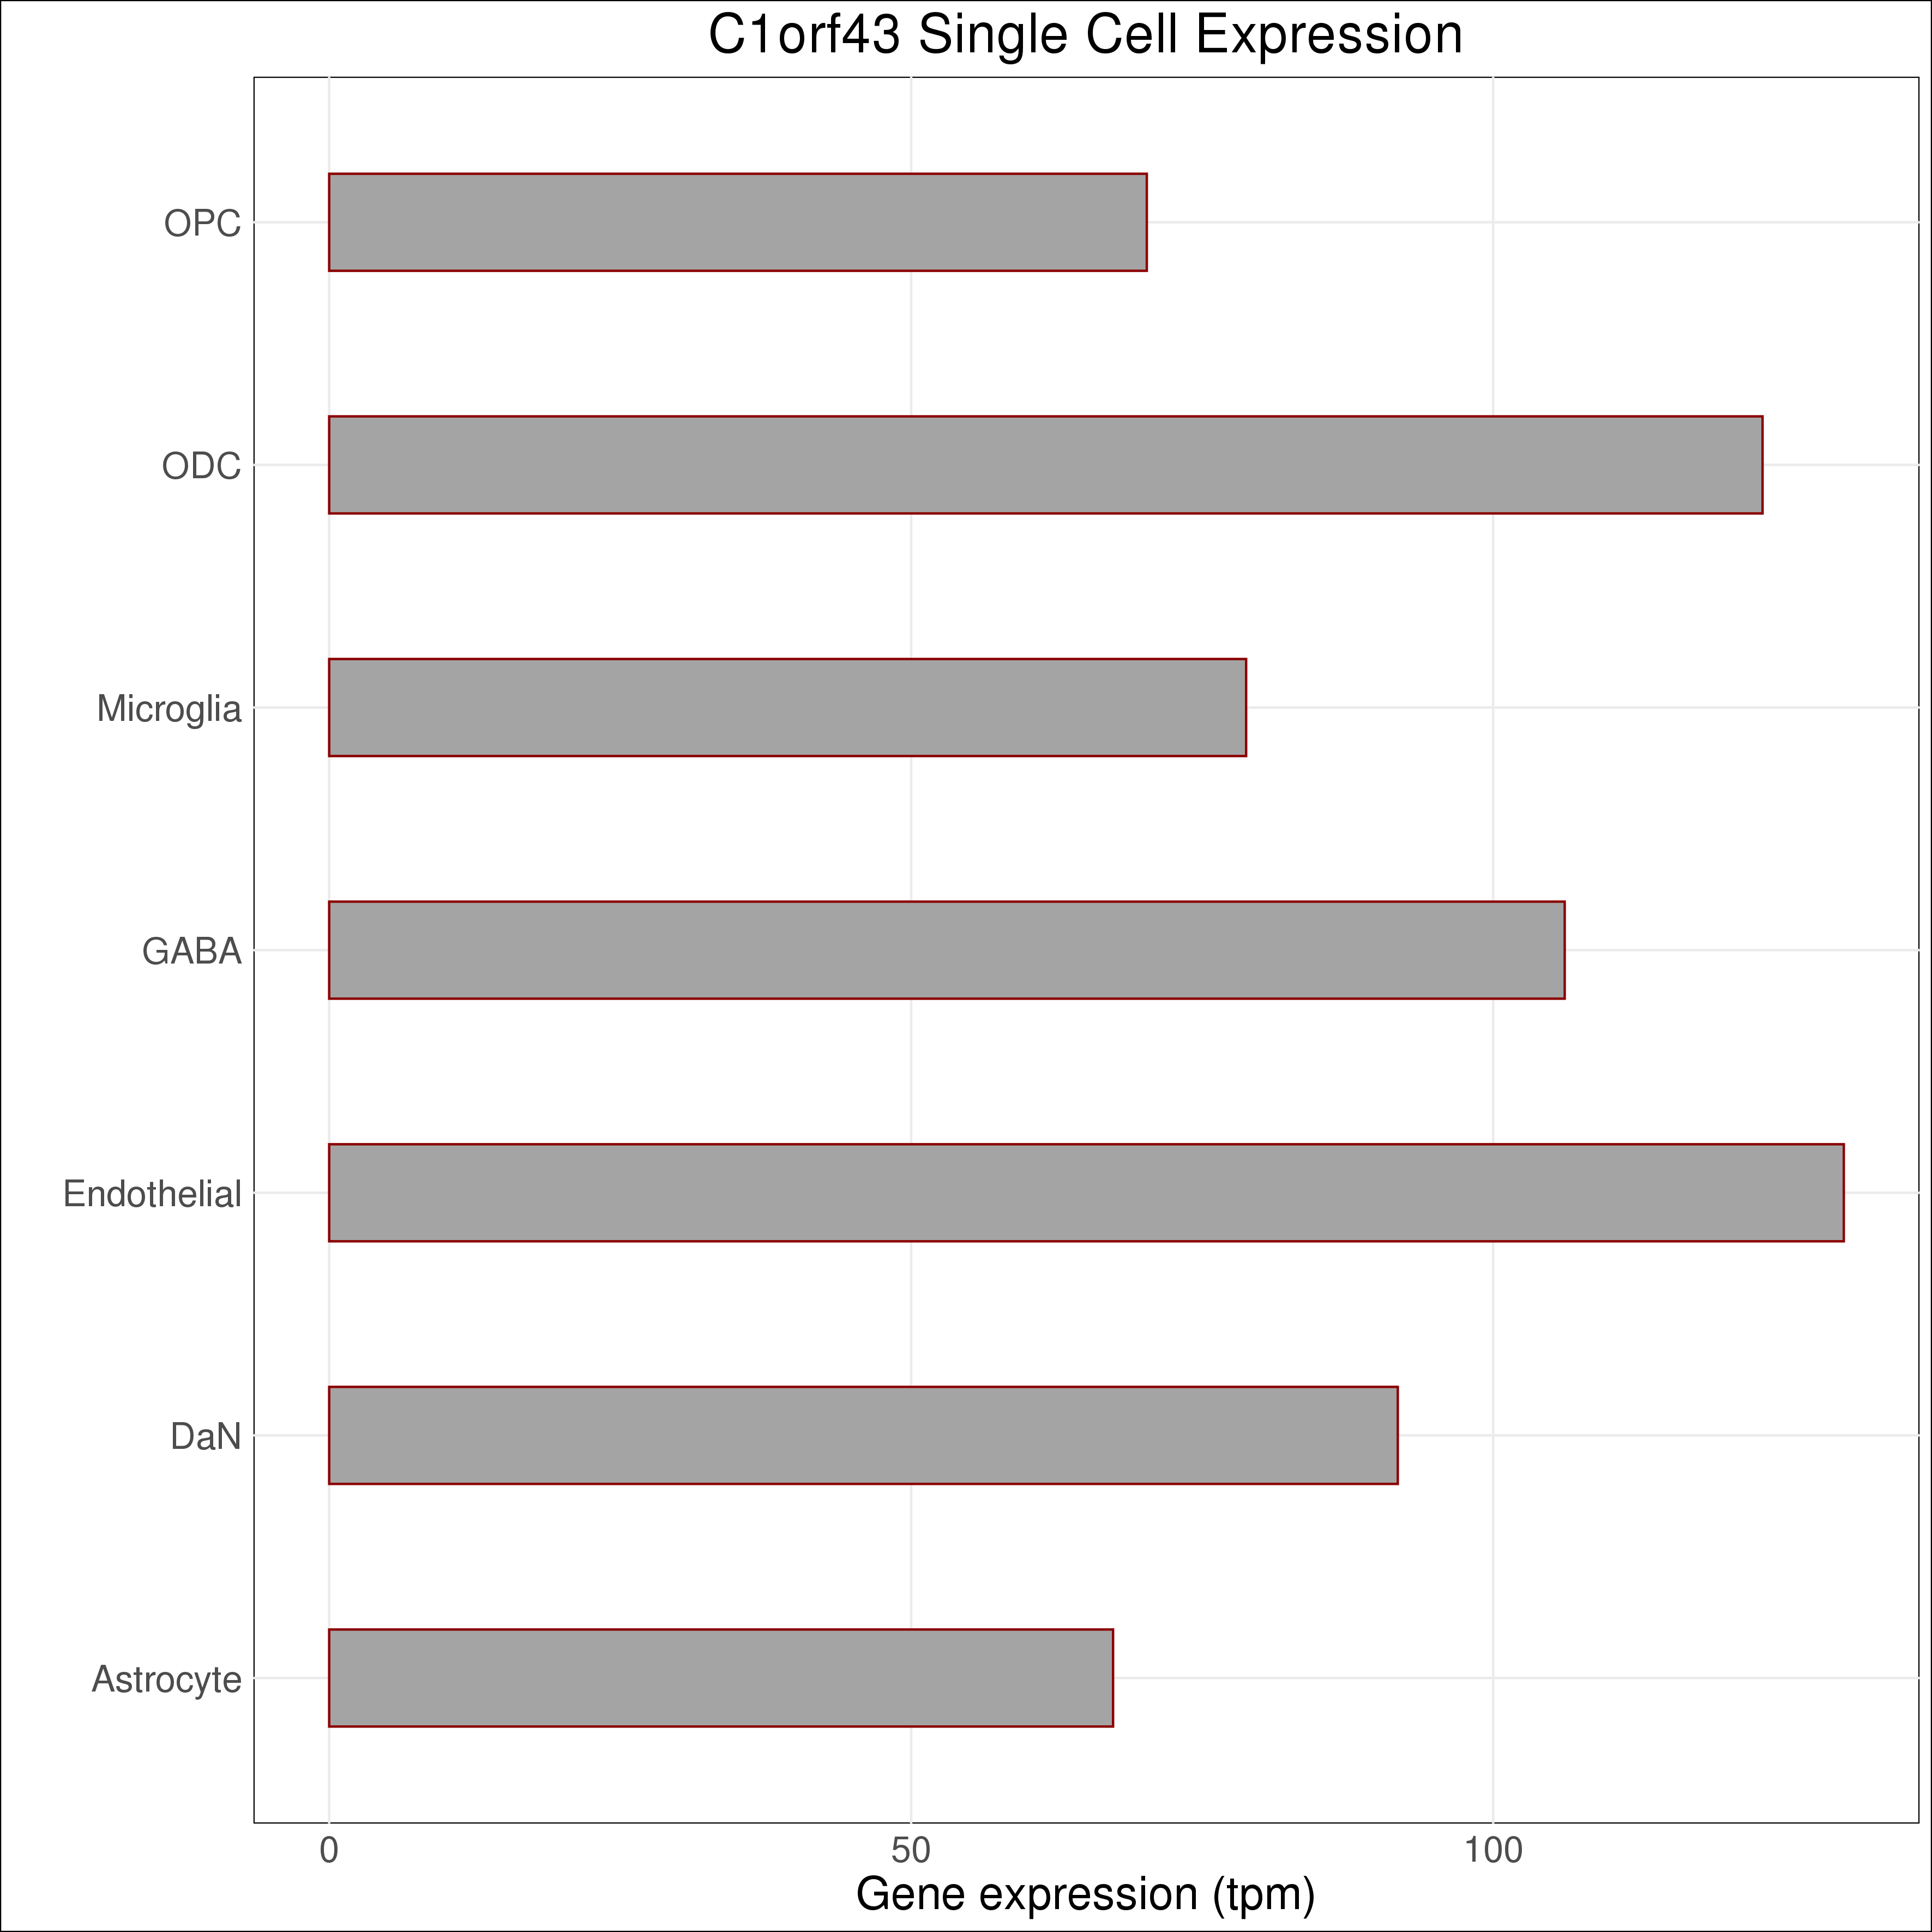 C1orf43 Single Cell Expression
OPC
ODC
Microglia
GABA
Endothelial
DaN
Astrocyte
0 50 100
Gene expression (tpm)